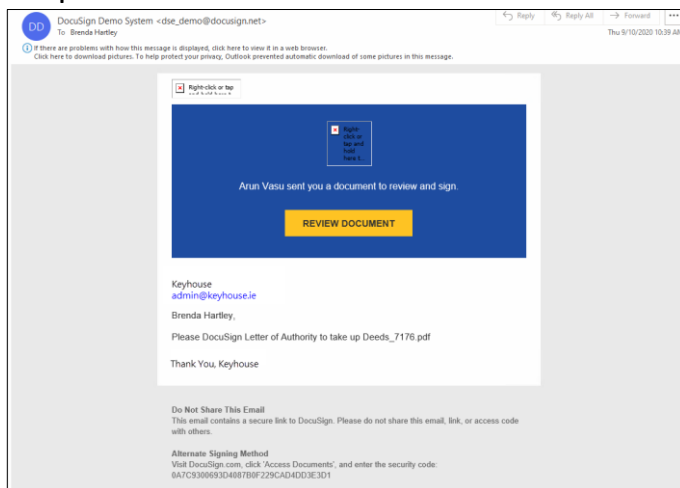 DD
DocuSign Demo System <dse_demo@docusign.net>
To Brenda Hartley
Reply
Reply All
Forward
Thu 9/10/2020 10:39 AM
If there are problems with how this message is displayed, click here to view it in a web browser.
Click here to download pictures. To help protect your privacy, Outlook prevented automatic download of some pictures in this message.
Right-click or tap
and hold here t
Right-
click or
tap and
hold
here t...
Arun Vasu sent you a document to review and sign.
REVIEW DOCUMENT
Keyhouse
admin@keyhouse.ie
Brenda Hartley,
Please DocuSign Letter of Authority to take up Deeds_7176.pdf
Thank You, Keyhouse
Do Not Share This Email
This email contains a secure link to DocuSign. Please do not share this email, link, or access code
with others.
Alternate Signing Method
Visit DocuSign.com, click 'Access Documents', and enter the security code:
0A7C9300693D4087B0F229CAD4DD3E3D1